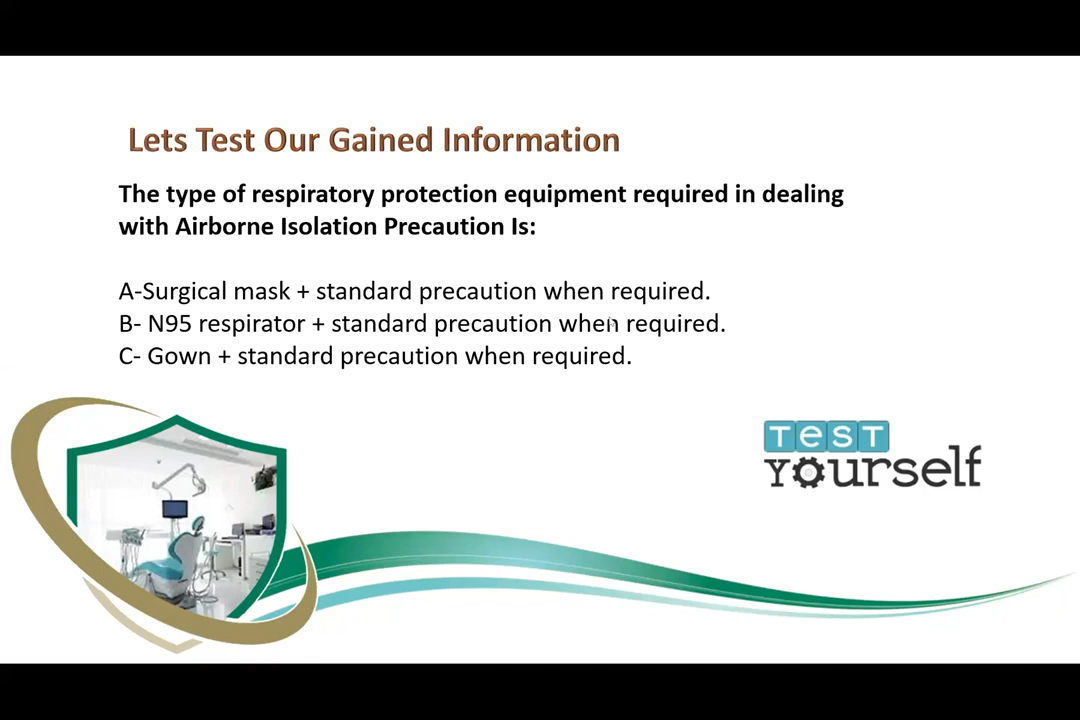 Lets Test Our Gained Information
The type of respiratory protection equipment required in dealing
with Airborne Isolation Precaution Is:
A-Surgical mask + standard precaution when required.
B- N95 respirator + standard precaution when required.
C- Gown + standard precaution when required.
TeST
Yourself